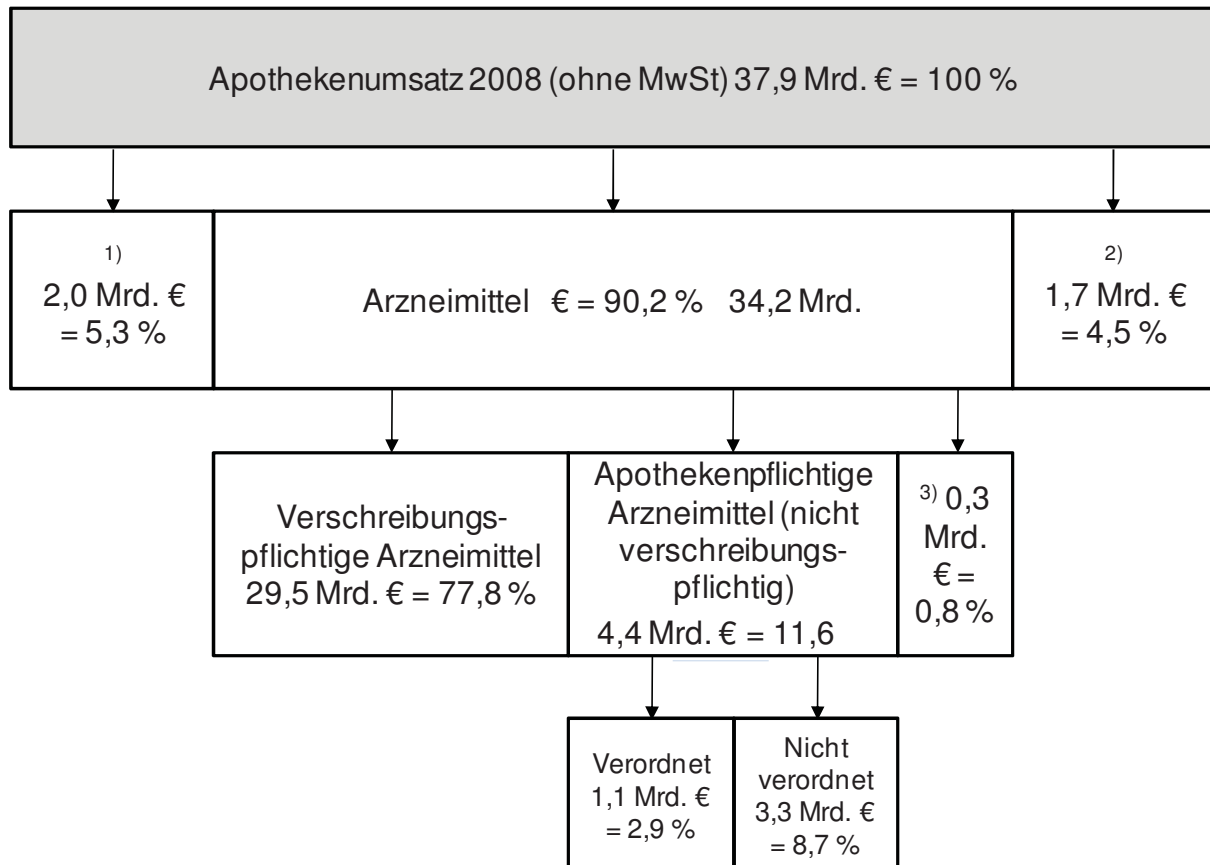 Apothekenumsatz 2008 (ohne MwSt) 37,9 Mrd. € = 100 %
1)
2,0 Mrd. €
= 5,3 %
Arzneimittel € = 90,2 % 34,2 Mrd.
2)
1,7 Mrd. €
= 4,5 %
Verschreibungs-
pflichtige Arzneimittel
29,5 Mrd. € = 77,8 %
Apothekenpflichtige
Arzneimittel (nicht
verschreibungs-
pflichtig)
4,4 Mrd. € = 11,6
3) 0,3
Mrd.
€ =
0,8 %
Verordnet
1,1 Mrd. €
= 2,9 %
Nicht
verordnet
3,3 Mrd. €
= 8,7 %